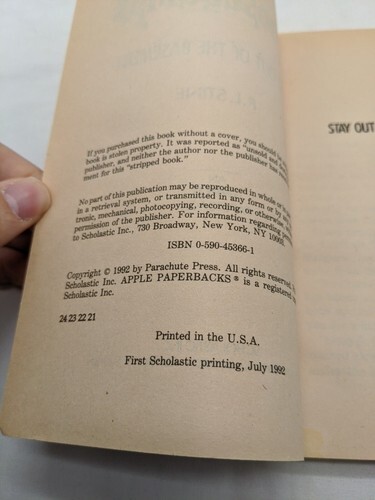 If you purchased this book without a cover, you should
book is stolen property. It was reported as "unsold and
publisher, and neither the author nor the publisher has
ment for this "stripped book."
No part of this publication may be reproduced in whole or
in a retrieval system, or transmitted in any form or by
tronic, mechanical, photocopying, recording, or otherwise,
permission of the publisher. For information regarding
to Scholastic Inc., 730 Broadway, New York, NY 10003.
ISBN 0-590-45366-1
Copyright © 1992 by Parachute Press. All rights reserved.
Scholastic Inc. APPLE PAPERBACKS ® is a registered
Scholastic Inc.
24 23 22 21
Printed in the U.S.A.
First Scholastic printing, July 1992
STAY OUT